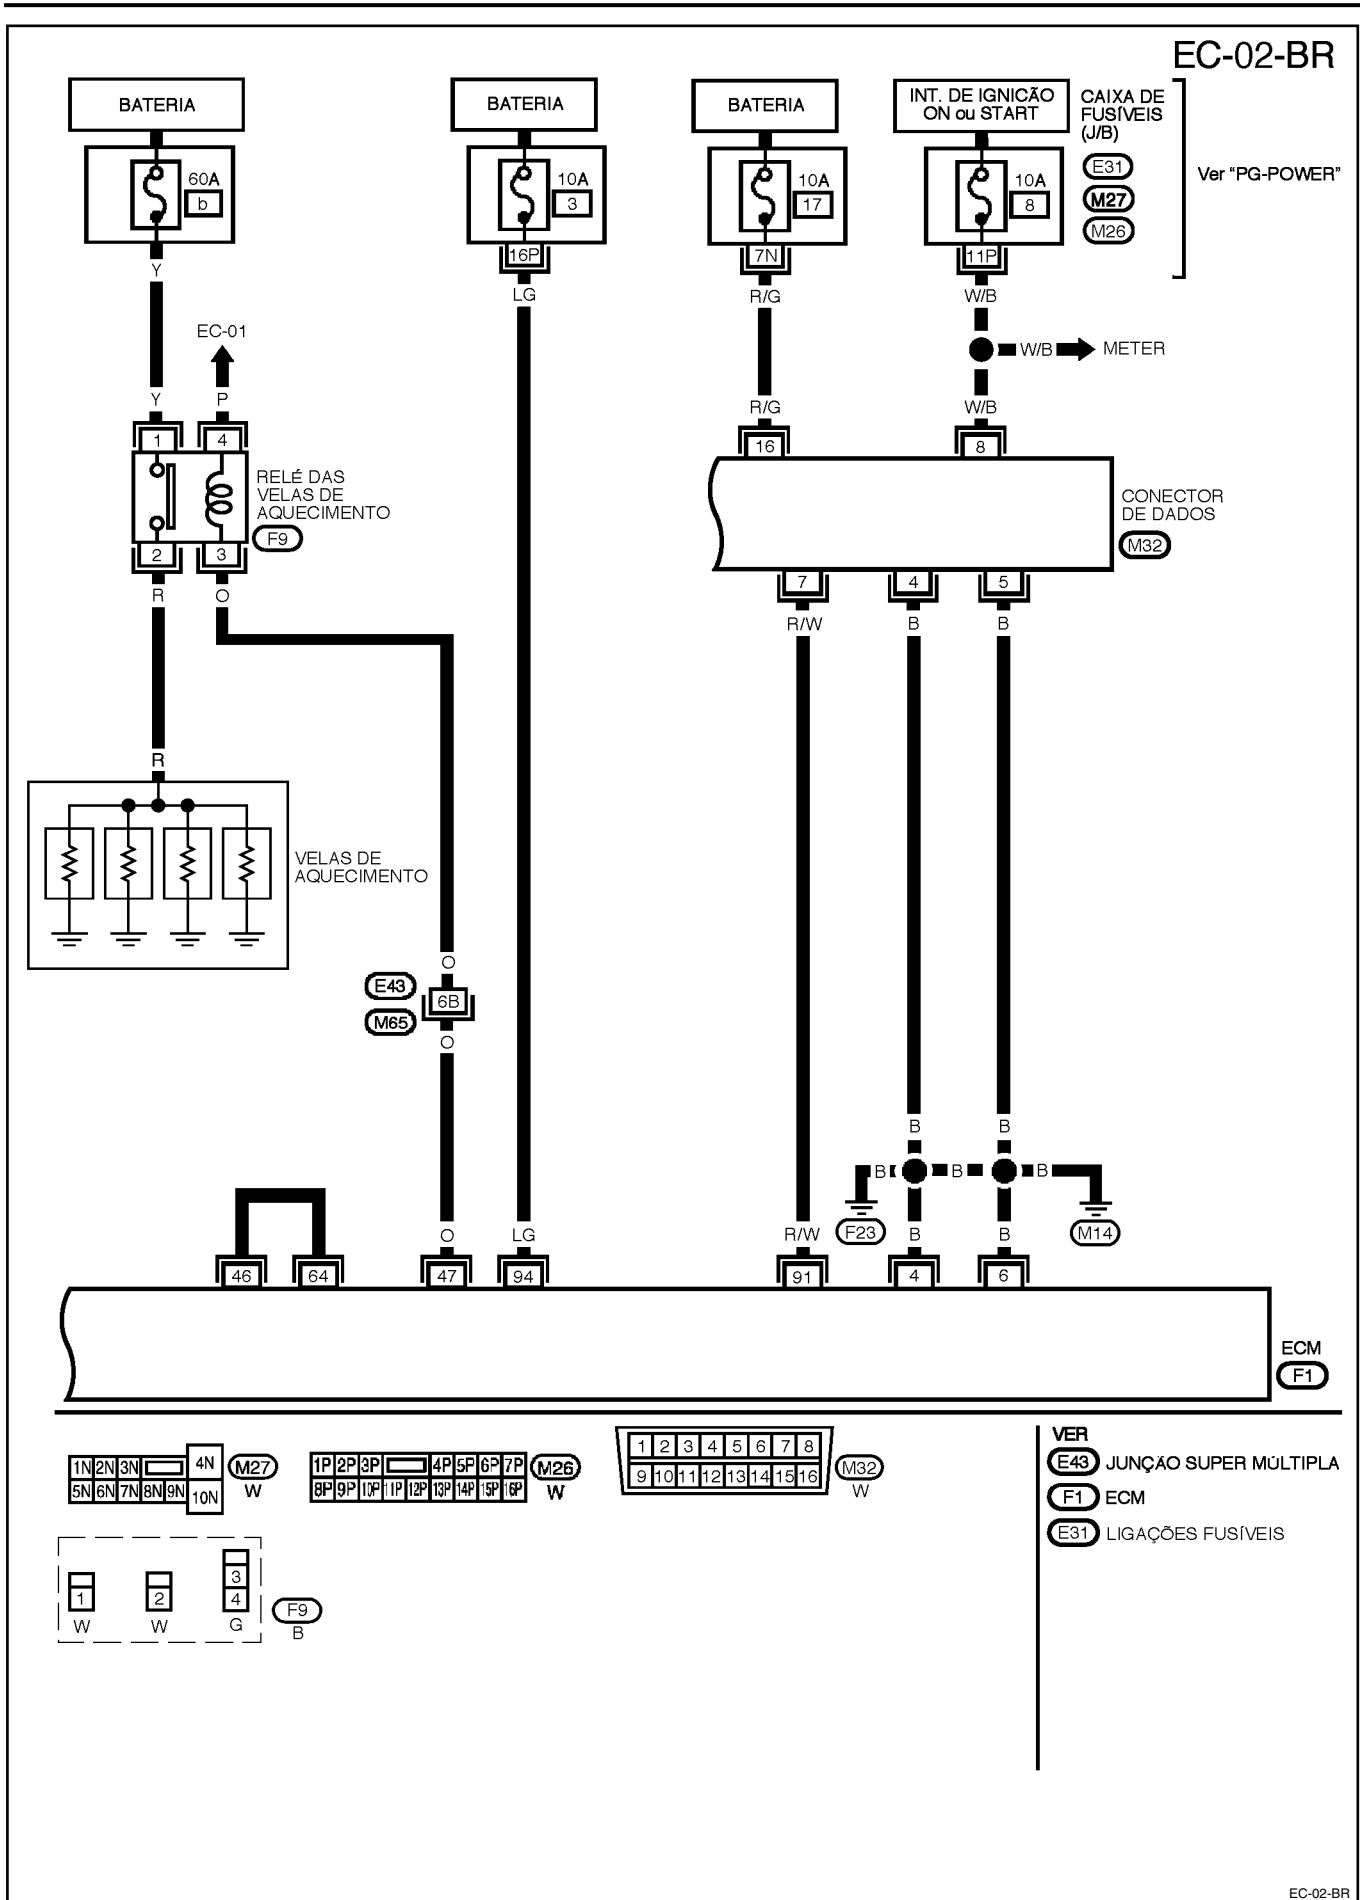 EC-02-BR
BATERIA
BATERIA
BATERIA
INT. DE IGNICÃO
ON ou START
CAIXA DE
FUSÍVEIS
(J/B)
E31
M27
M26
Ver “PG-POWER”
60A
b
10A
3
10A
17
10A
8
16P
7N
11P
Y
LG
R/G
W/B
EC-01
W/B
METER
Y
P
R/G
W/B
1
4
16
8
RELÉ DAS
VELAS DE
AQUECIMENTO
F9
CONECTOR
DE DADOS
M32
2
3
7
4
5
R
O
R/W
B
B
R
VELAS DE
AQUECIMENTO
O
E43
6B
M65
O
B
B
B
B
B
F23
M14
O
LG
R/W
B
B
46
64
47
94
91
4
6
ECM
F1
1N 2N 3N 4N
5N 6N 7N 8N 9N 10N
M27
W
1P 2P 3P 4P 5P 6P 7P
8P 9P 10P 11P 12P 13P 14P 15P 16P
M26
W
1 2 3 4 5 6 7 8
9 10 11 12 13 14 15 16
M32
W
VER
E43 JUNÇÃO SUPER MÚLTIPLA
F1 ECM
E31 LIGAÇÕES FUSÍVEIS
1
W
2
W
3
4
G
F9
B
EC-02-BR